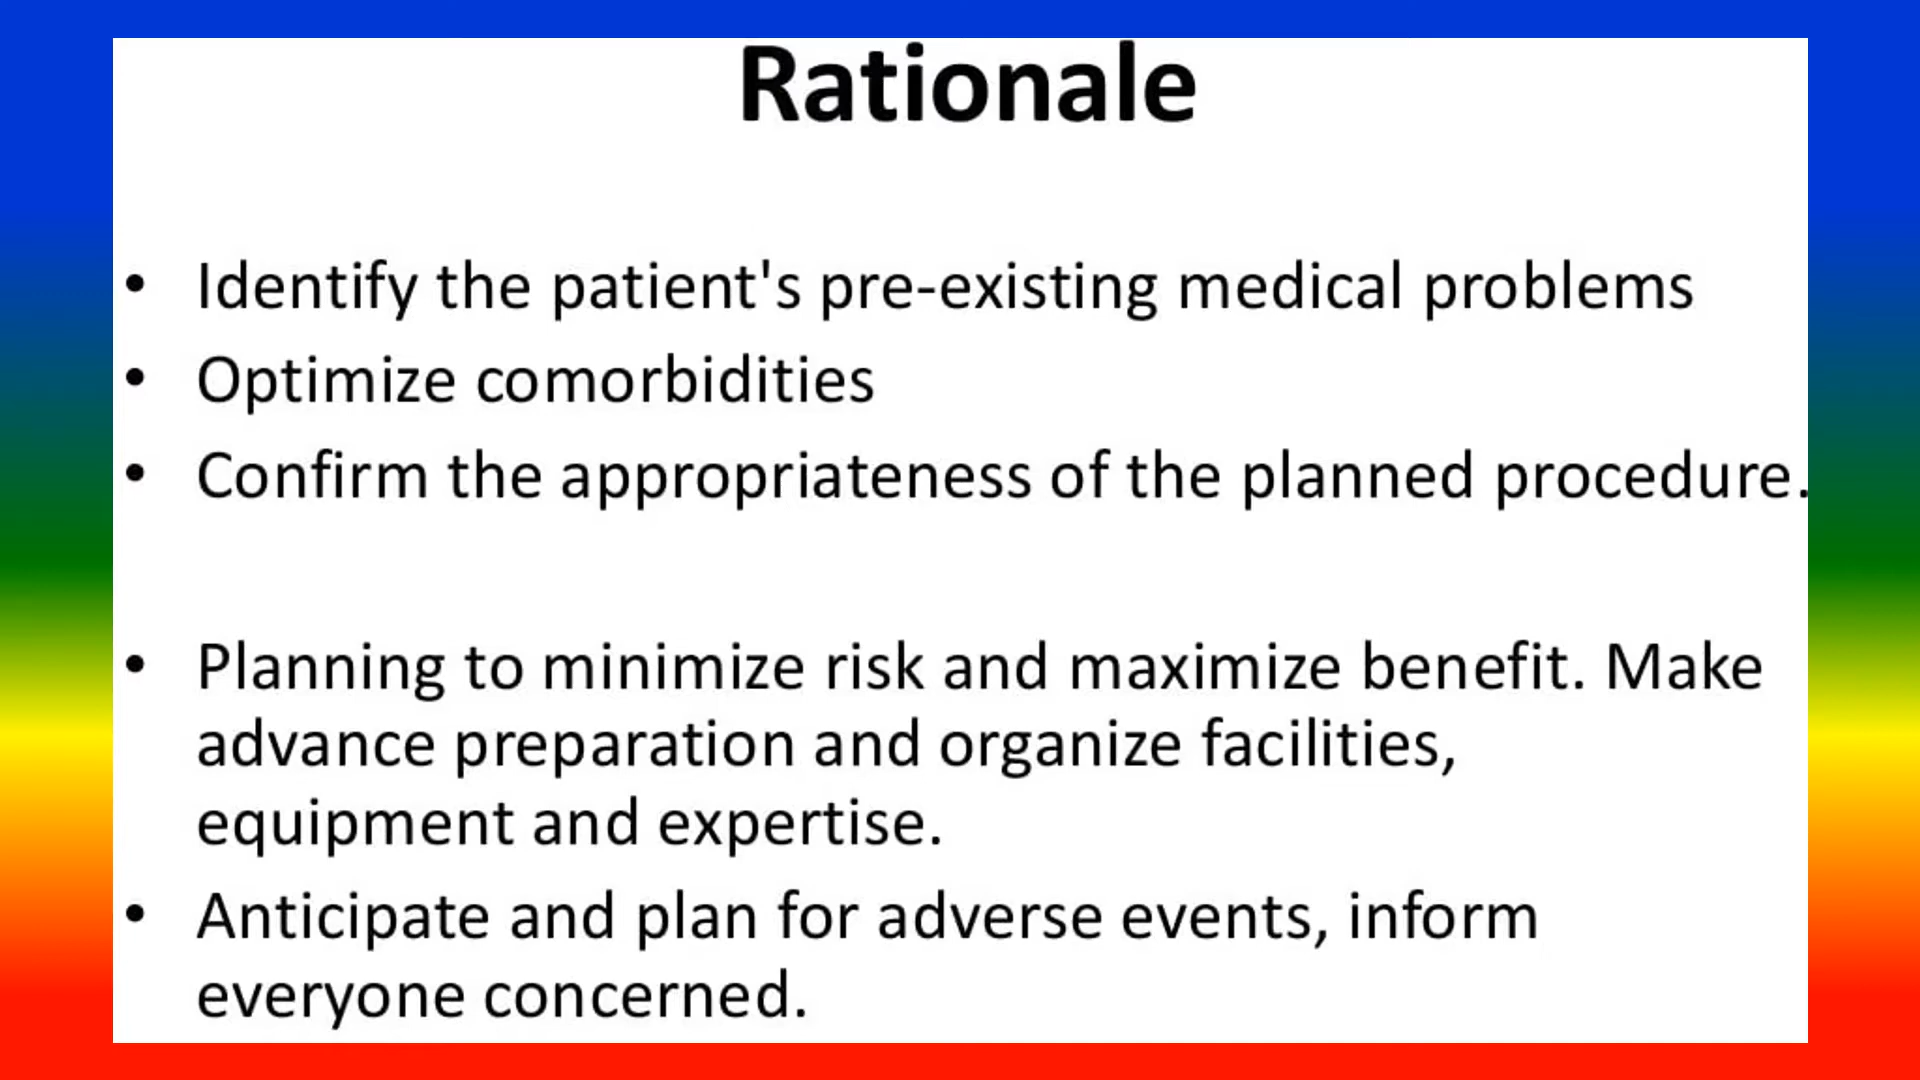 Rationale
• Identify the patient's pre-existing medical problems
• Optimize comorbidities
• Confirm the appropriateness of the planned procedure.
• Planning to minimize risk and maximize benefit. Make
advance preparation and organize facilities,
equipment and expertise.
• Anticipate and plan for adverse events, inform
everyone concerned.